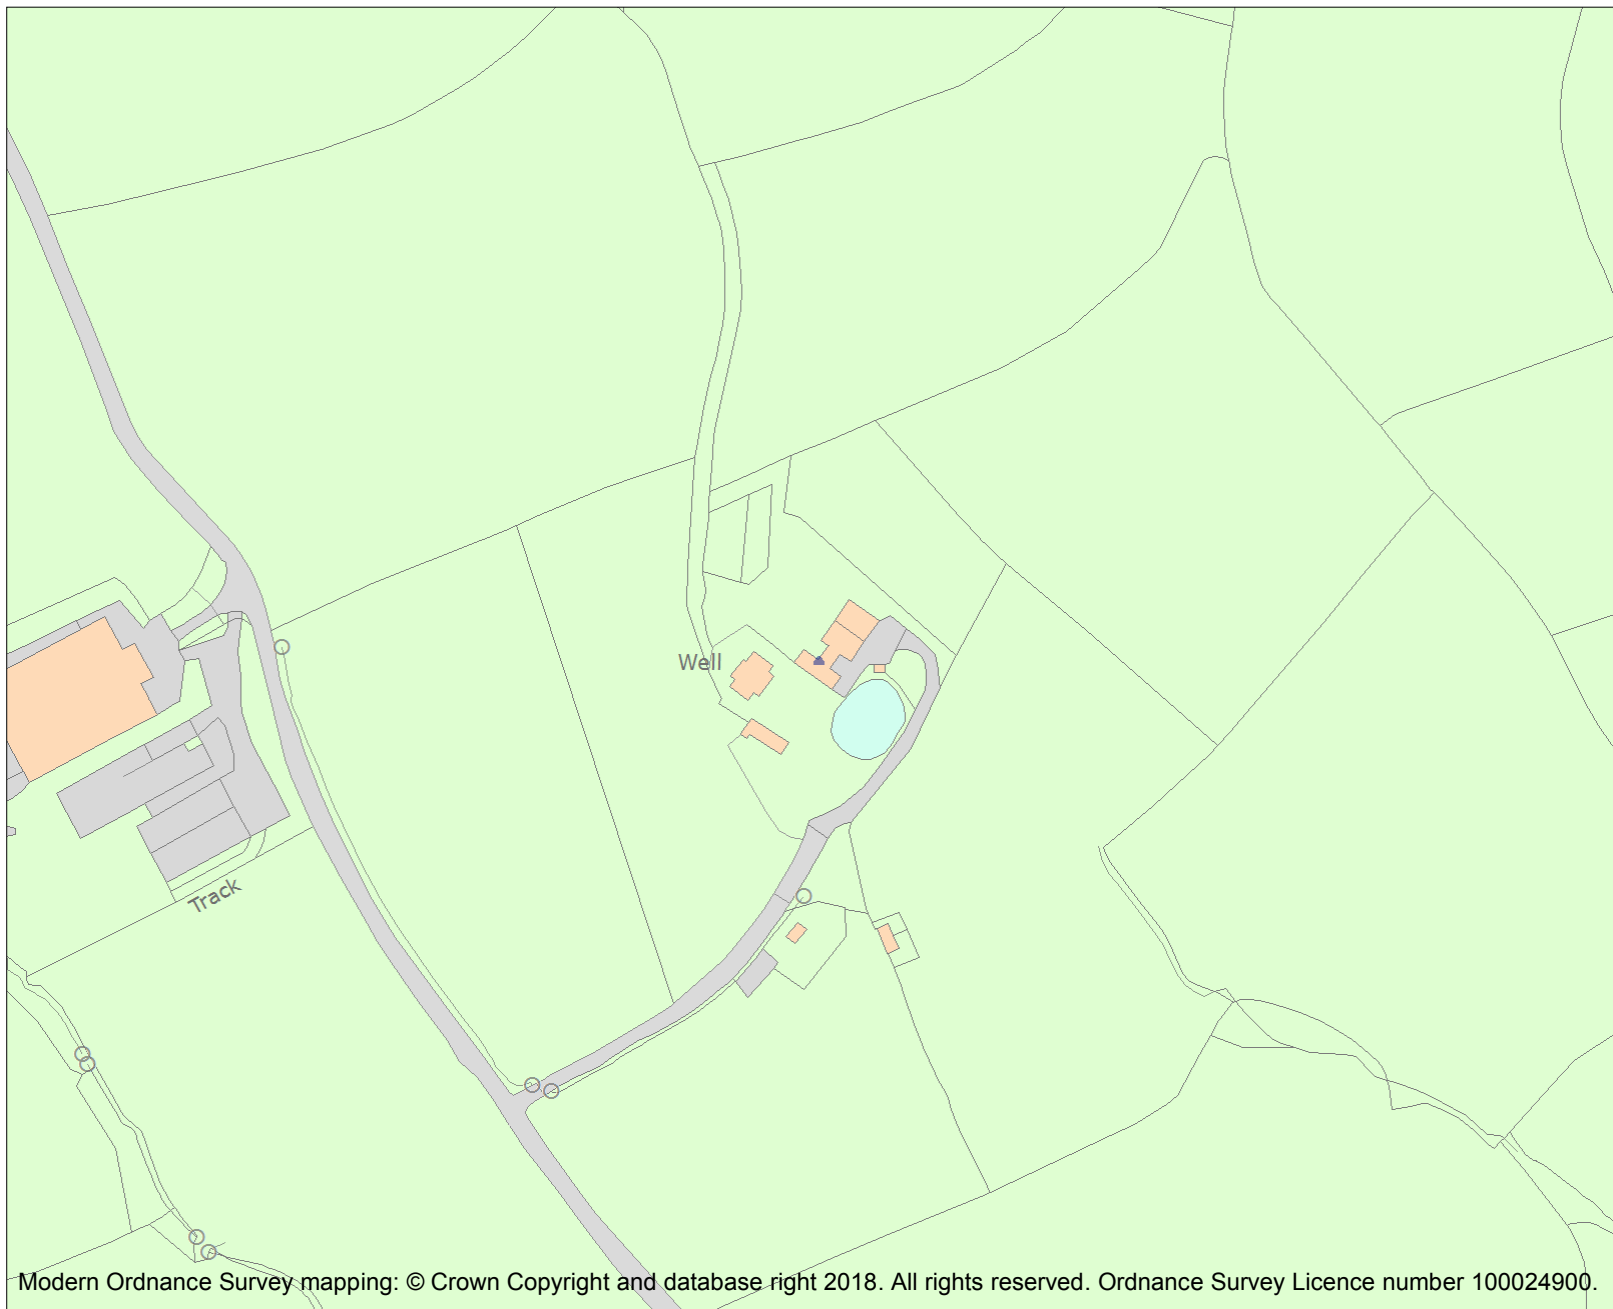 Well
Track
Modern Ordnance Survey mapping: © Crown Copyright and database right 2018. All rights reserved. Ordnance Survey Licence number 100024900.